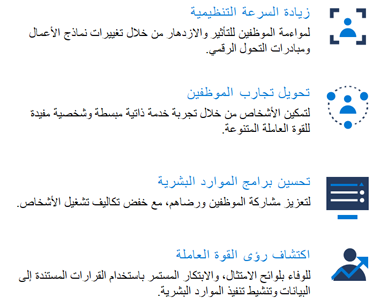 زيادة السرعة التنظيمية
لمواءمة الموظفين للتأثير والازدهار من خلال تغييرات نماذج الأعمال
ومبادرات التحول الرقمي.
تحويل تجارب الموظفين
لتمكين الأشخاص من خلال تجربة خدمة ذاتية مبسطة وشخصية مفيدة
للقوة العاملة المتنوعة.
تحسين برامج الموارد البشرية
لتعزيز مشاركة الموظفين ورضاهم، مع خفض تكاليف تشغيل الأشخاص.
اكتشاف رؤى القوة العاملة
للوفاء بلوائح الامتثال، والابتكار المستمر باستخدام القرارات المستندة إلى
البيانات وتنشيط تنفيذ الموارد البشرية.